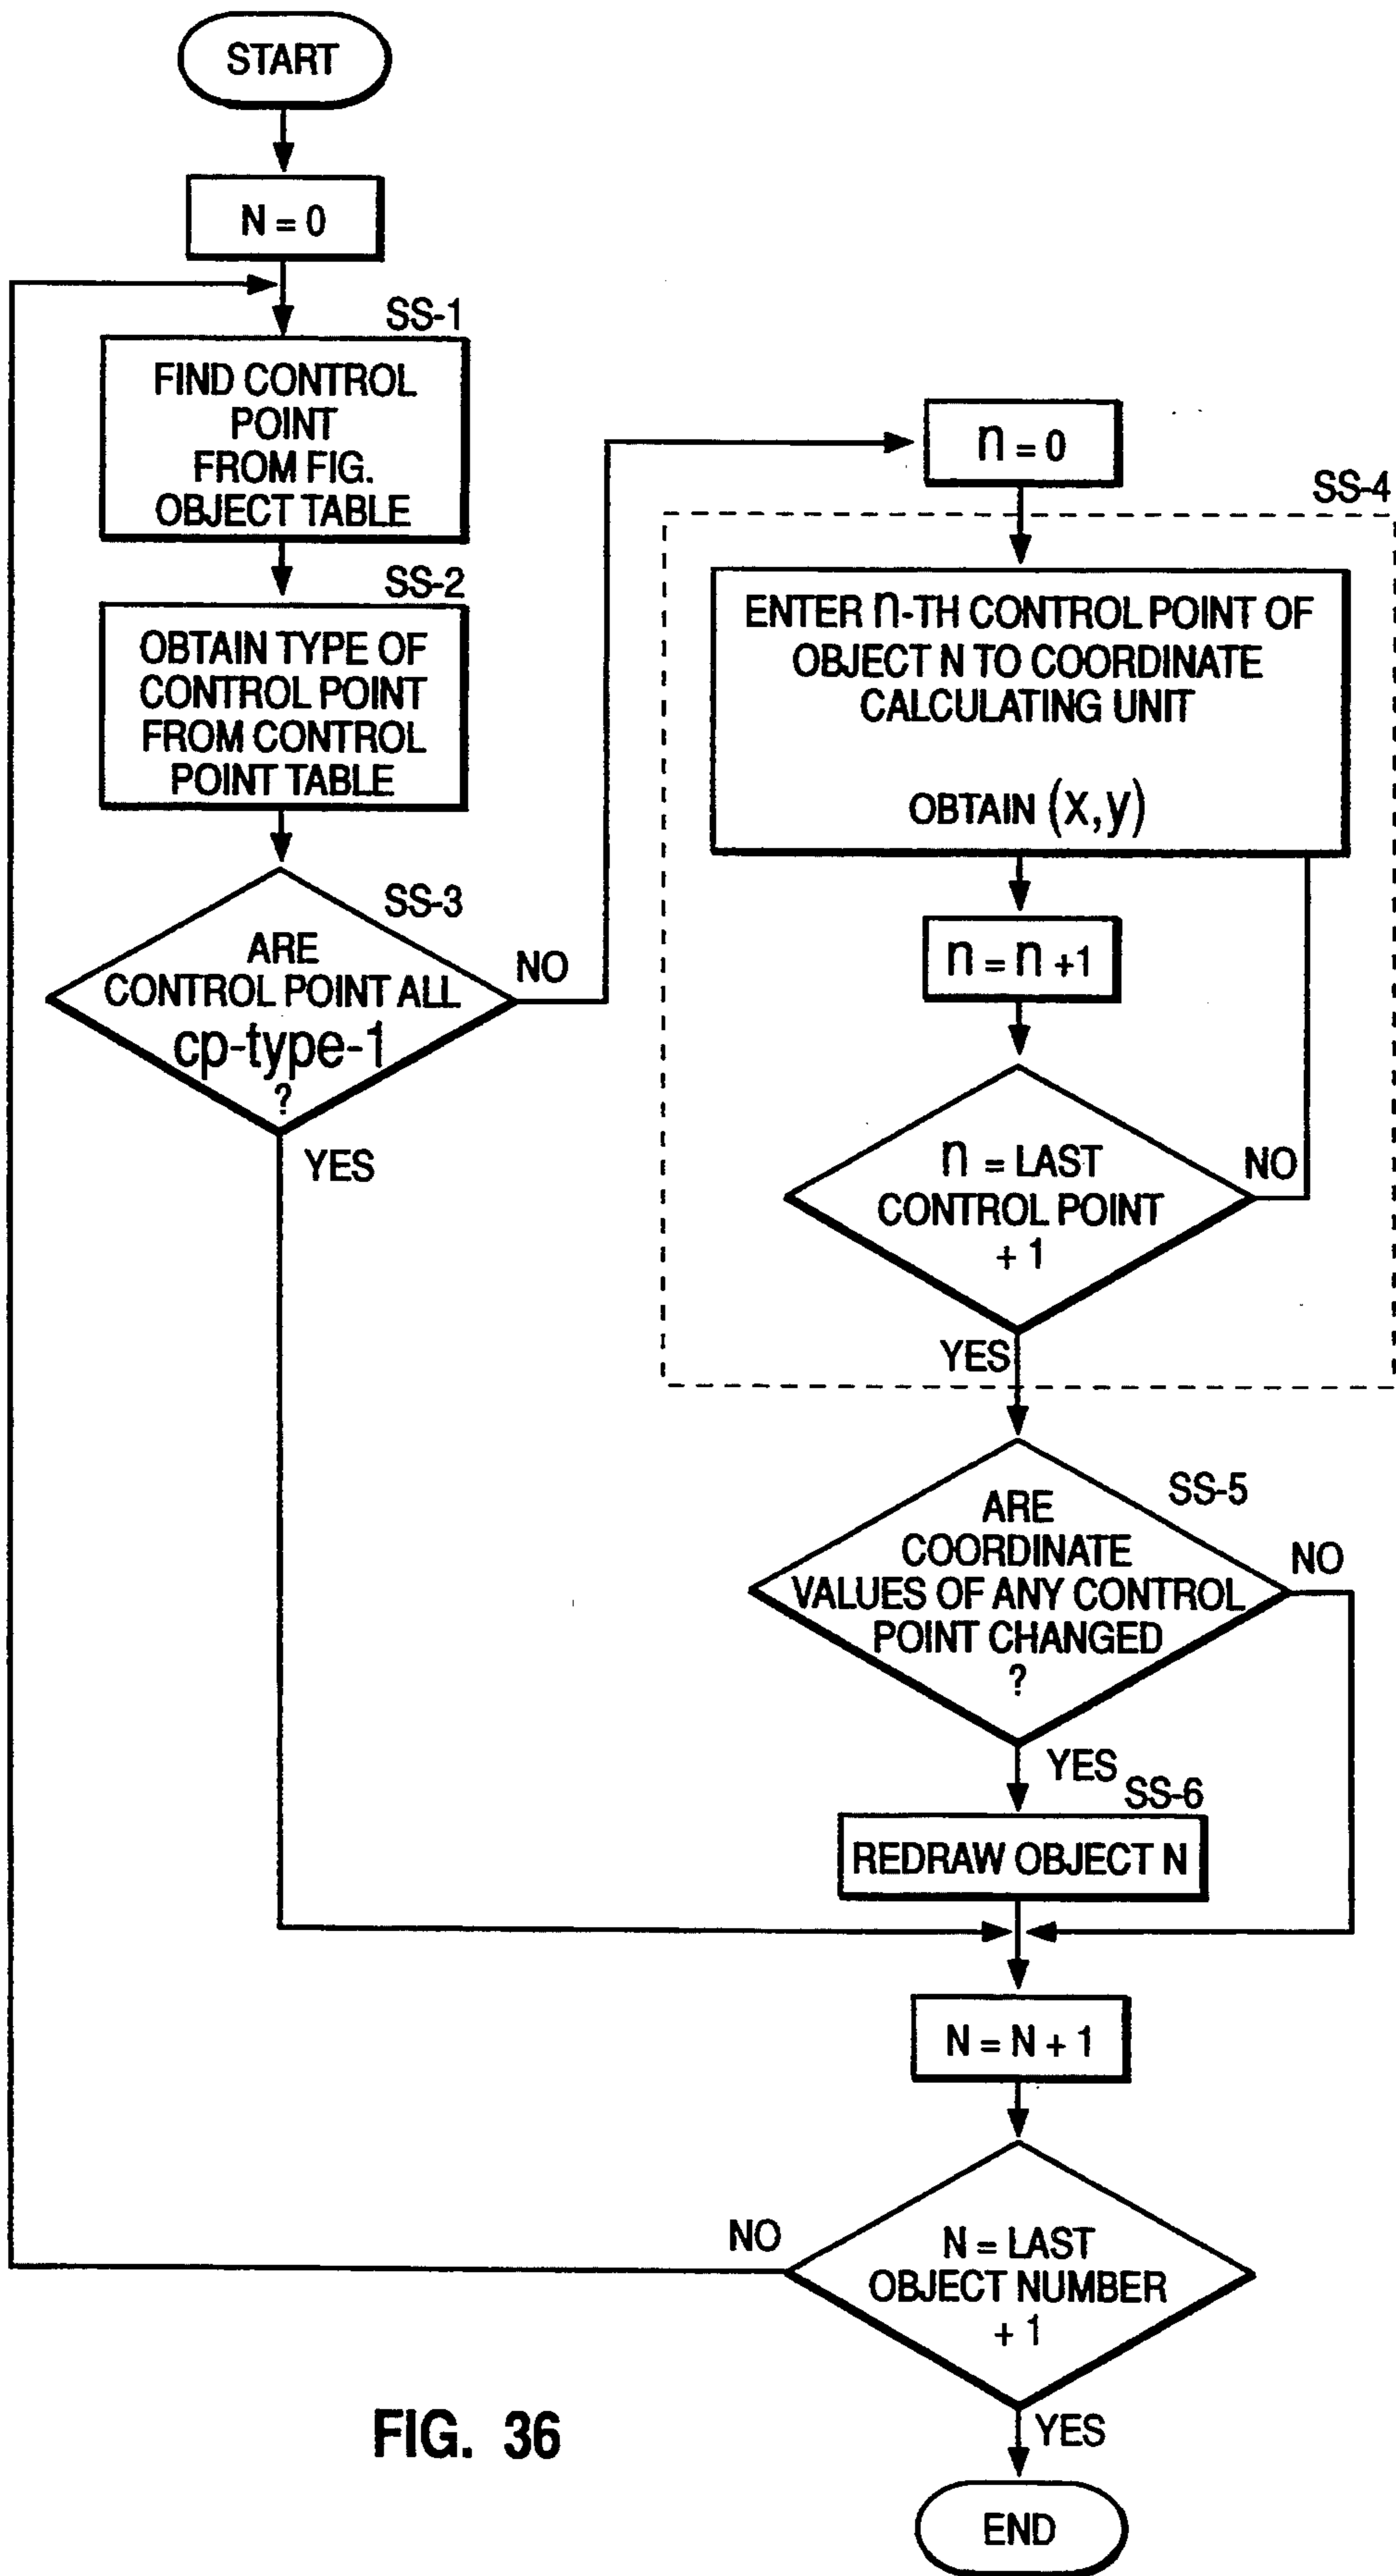 START
N = 0
SS-1
FIND CONTROL
POINT
FROM FIG.
OBJECT TABLE
SS-2
OBTAIN TYPE OF
CONTROL POINT
FROM CONTROL
POINT TABLE
SS-3
ARE
CONTROL POINT ALL
cp-type-1
?
NO
YES
n = 0
SS-4
ENTER n-TH CONTROL POINT OF
OBJECT N TO COORDINATE
CALCULATING UNIT
OBTAIN (x,y)
n = n +1
n = LAST
CONTROL POINT
+ 1
NO
YES
SS-5
ARE
COORDINATE
VALUES OF ANY CONTROL
POINT CHANGED
?
NO
YES
SS-6
REDRAW OBJECT N
N = N + 1
NO
N = LAST
OBJECT NUMBER
+ 1
YES
END
FIG. 36